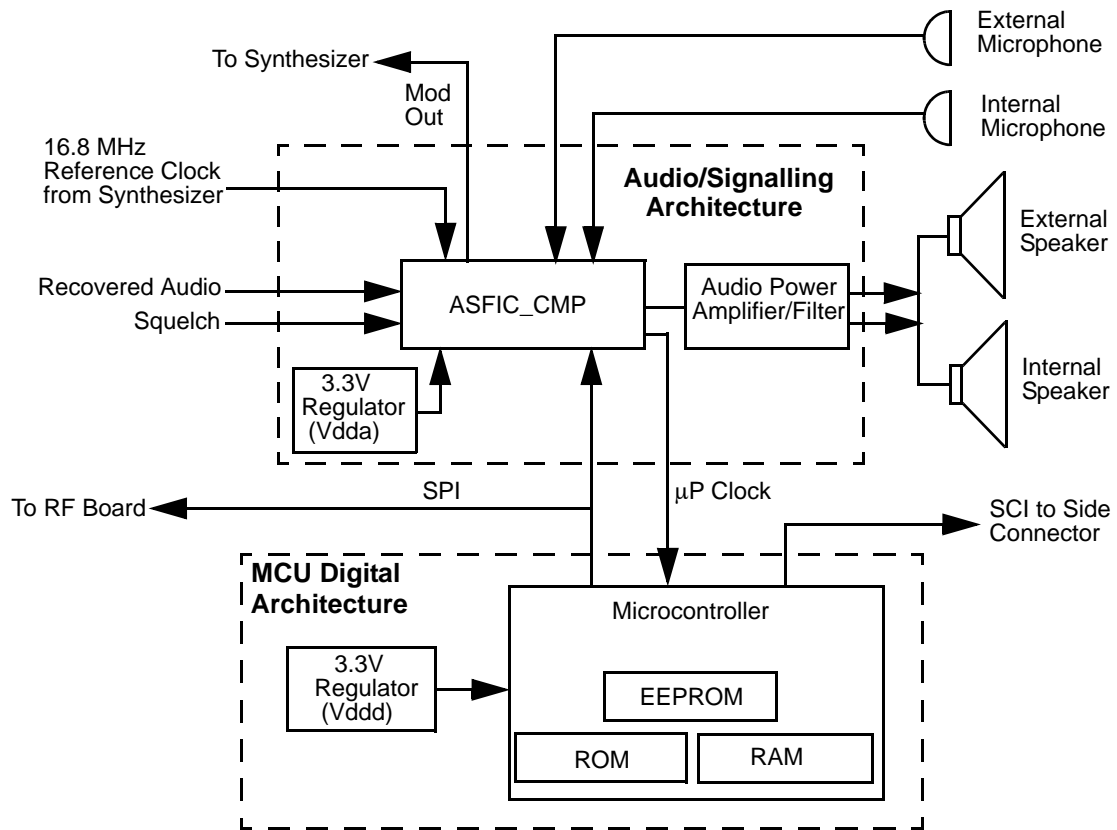 External
Microphone
To Synthesizer
Mod
Out
Internal
Microphone
16.8 MHz
Reference Clock
from Synthesizer
Audio/Signalling
Architecture
External
Speaker
Recovered Audio
Squelch
ASFIC_CMP
Audio Power
Amplifier/Filter
3.3V
Regulator
(Vdda)
Internal
Speaker
To RF Board
SPI
μP Clock
SCI to Side
Connector
MCU Digital
Architecture
Microcontroller
3.3V
Regulator
(Vddd)
EEPROM
ROM
RAM